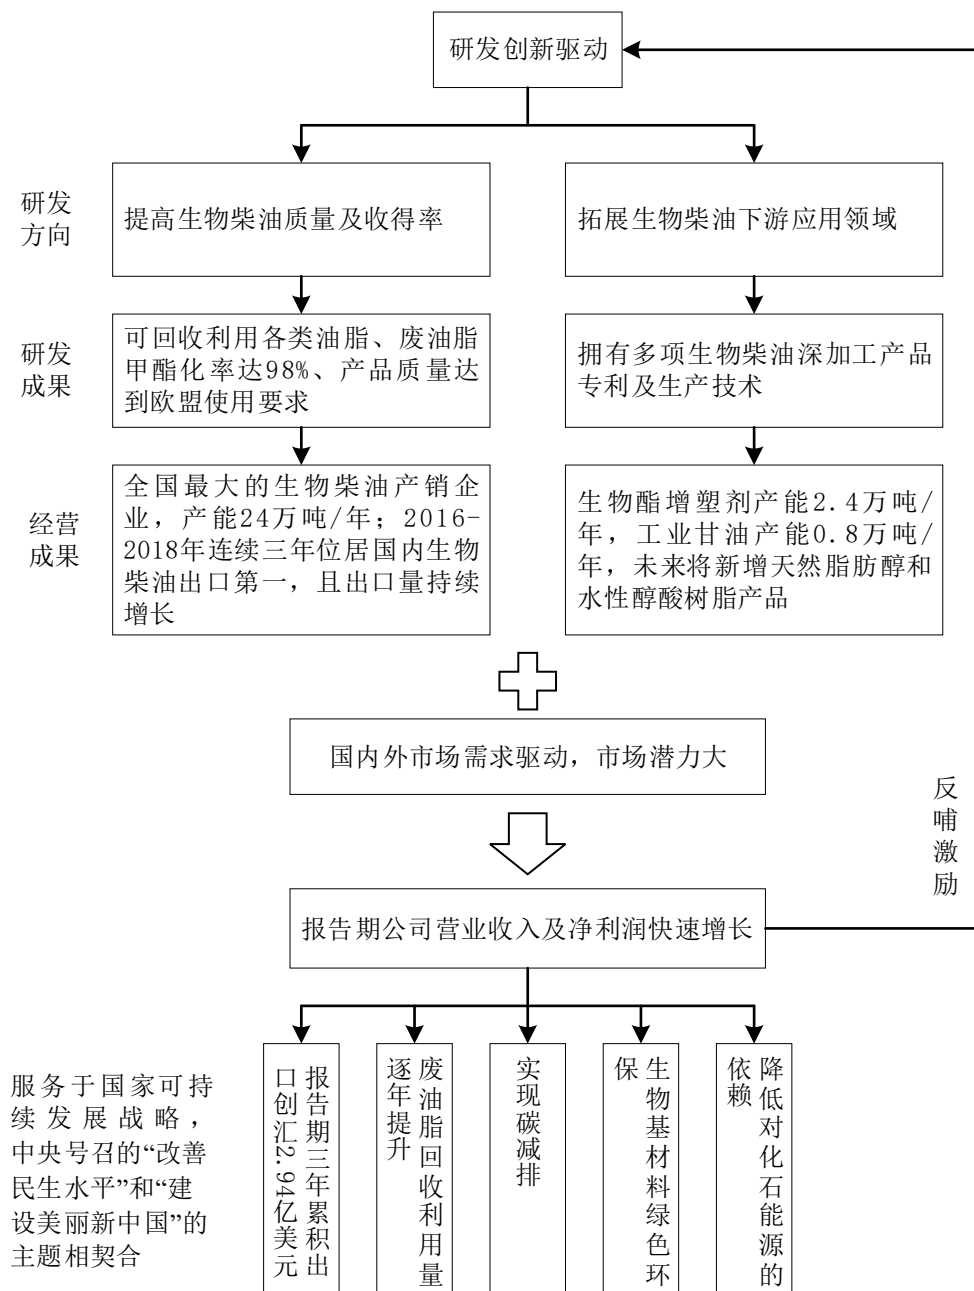 研发创新驱动
研发
方向
提高生物柴油质量及收得率
拓展生物柴油下游应用领域
研发
成果
可回收利用各类油脂、废油脂
甲酯化率达98%、产品质量达
到欧盟使用要求
拥有多项生物柴油深加工产品
专利及生产技术
经营
成果
全国最大的生物柴油产销企
业，产能24万吨/年；2016-
2018年连续三年位居国内生物
柴油出口第一，且出口量持续
增长
生物酯增塑剂产能2.4万吨/
年，工业甘油产能0.8万吨/
年，未来将新增天然脂肪醇和
水性醇酸树脂产品
国内外市场需求驱动，市场潜力大
反哺激励
报告期公司营业收入及净利润快速增长
服务于国家可持
续发展战略，
中央号召的“改善
民生水平”和“建
设美丽新中国”的
主题相契合
报告期三年累积出
口创汇2.94亿美元
废油脂回收利用量
逐年提升
实现碳减排
生物基材料绿色环
保
降低对化石能源的
依赖